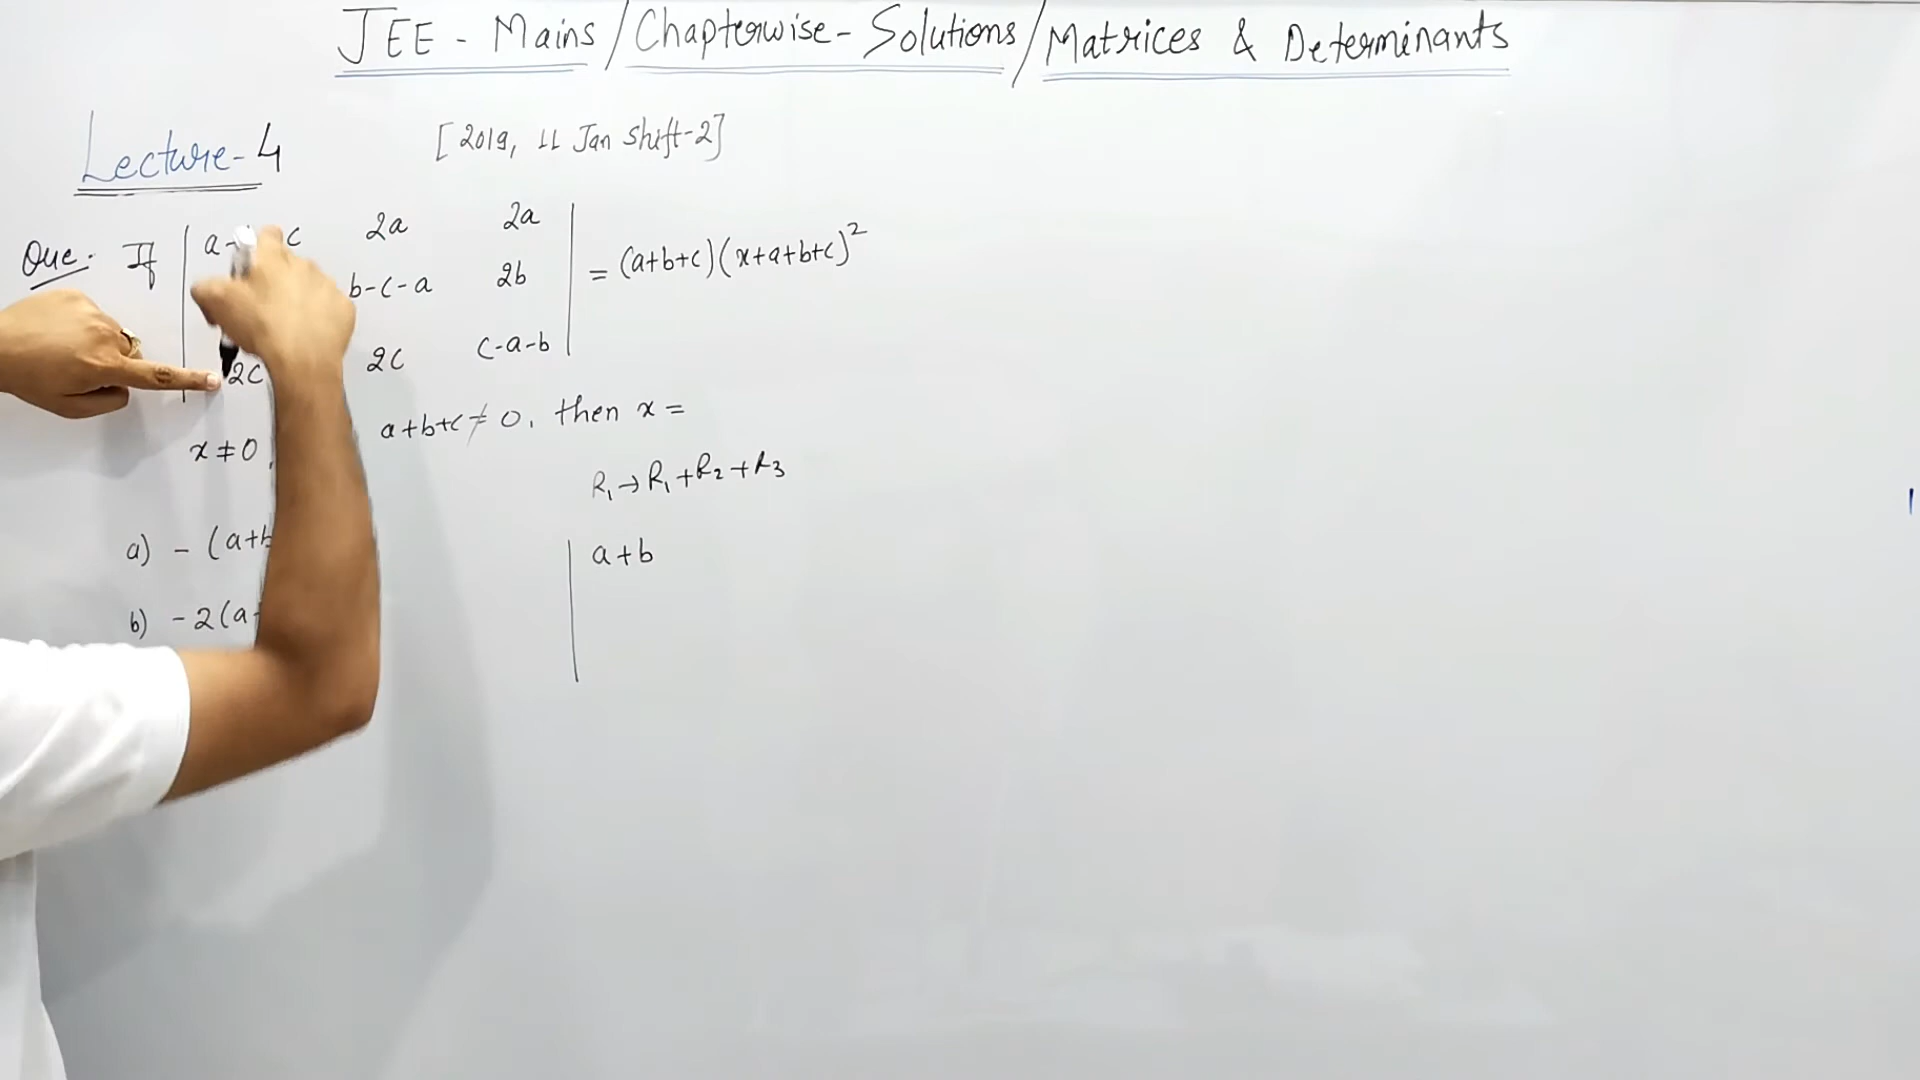 JEE - Mains / Chapterwise - Solutions / Matrices & Determinants
Lecture - 4
[2019, 11 Jan Shift-2]
Que. If | a- c 2a 2a |
b-c-a 2b = (a+b+c)(x+a+b+c)²
2c 2c c-a-b
x ≠ 0, a+b+c ≠ 0, then x =
R₁ → R₁ + R₂ + R₃
a) - (a+b
| a+b
b) - 2(a+